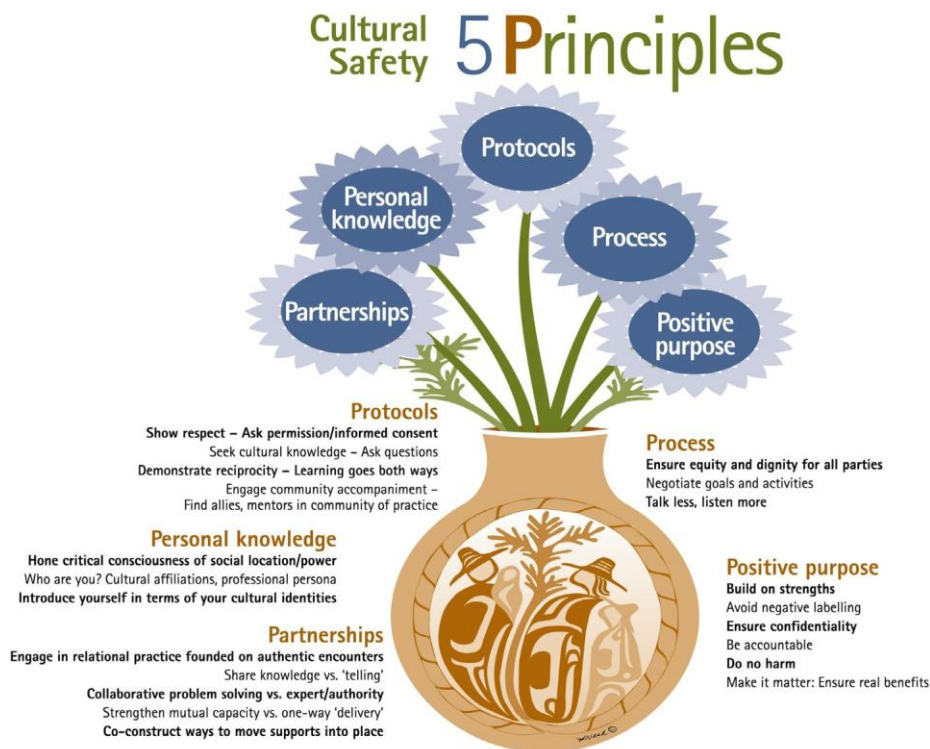 Cultural
Safety
5 Principles
Protocols
Personal
knowledge
Process
Partnerships
Positive
purpose
Protocols
Show respect – Ask permission/informed consent
Seek cultural knowledge – Ask questions
Demonstrate reciprocity – Learning goes both ways
Engage community accompaniment –
Find allies, mentors in community of practice
Personal knowledge
Hone critical consciousness of social location/power
Who are you? Cultural affiliations, professional persona
Introduce yourself in terms of your cultural identities
Partnerships
Engage in relational practice founded on authentic encounters
Share knowledge vs. ‘telling’
Collaborative problem solving vs. expert/authority
Strengthen mutual capacity vs. one-way ‘delivery’
Co-construct ways to move supports into place
Process
Ensure equity and dignity for all parties
Negotiate goals and activities
Talk less, listen more
Positive purpose
Build on strengths
Avoid negative labelling
Ensure confidentiality
Be accountable
Do no harm
Make it matter: Ensure real benefits